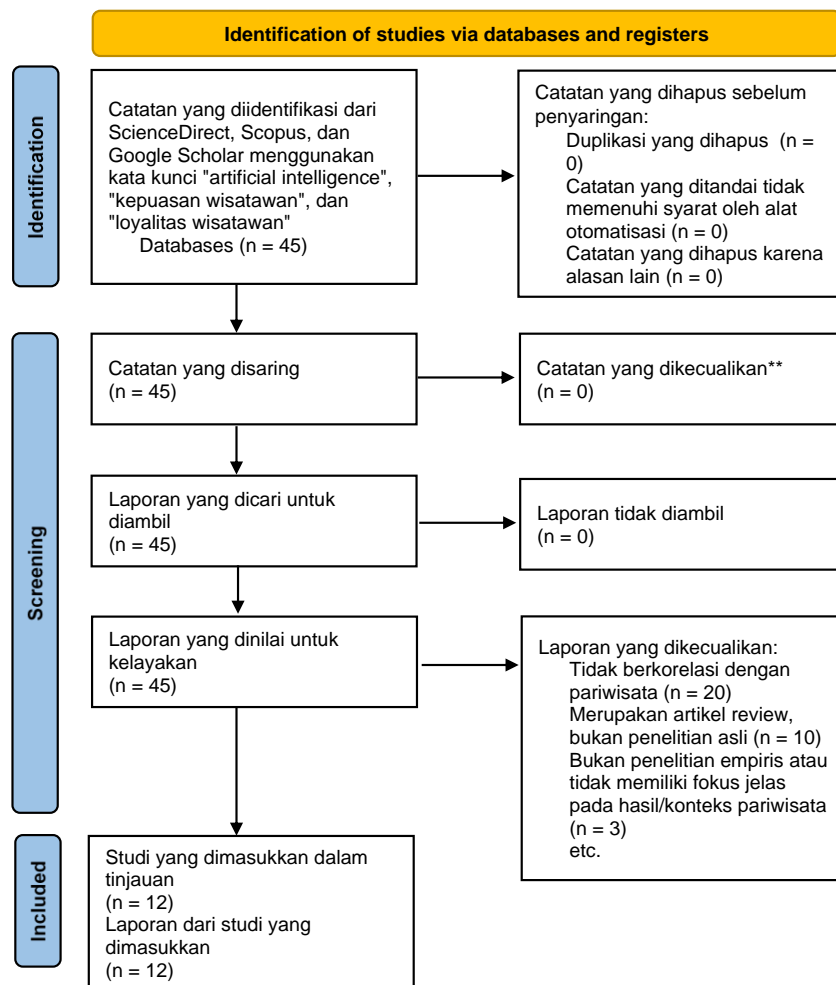 Identification of studies via databases and registers
Identification
Catatan yang diidentifikasi dari
ScienceDirect, Scopus, dan
Google Scholar menggunakan
kata kunci "artificial intelligence",
"kepuasan wisatawan", dan
"loyalitas wisatawan"
Databases (n = 45)
Catatan yang dihapus sebelum
penyaringan:
Duplikasi yang dihapus (n =
0)
Catatan yang ditandai tidak
memenuhi syarat oleh alat
otomatisasi (n = 0)
Catatan yang dihapus karena
alasan lain (n = 0)
Screening
Catatan yang disaring
(n = 45)
Catatan yang dikecualikan**
(n = 0)
Laporan yang dicari untuk
diambil
(n = 45)
Laporan tidak diambil
(n = 0)
Laporan yang dinilai untuk
kelayakan
(n = 45)
Laporan yang dikecualikan:
Tidak berkorelasi dengan
pariwisata (n = 20)
Merupakan artikel review,
bukan penelitian asli (n = 10)
Bukan penelitian empiris atau
tidak memiliki fokus jelas
pada hasil/konteks pariwisata
(n = 3)
etc.
Included
Studi yang dimasukkan dalam
tinjauan
(n = 12)
Laporan dari studi yang
dimasukkan
(n = 12)